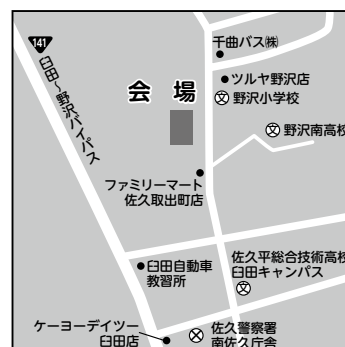 141
臼田～野沢バイパス
千曲バス㈱
ツルヤ野沢店
文 野沢小学校
会 場
文 野沢南高校
ファミリーマート
佐久取出町店
臼田自動車
教習所
佐久平総合技術高校
臼田キャンパス
文
ケーヨーデイツー
臼田店
佐久警察署
南佐久庁舎